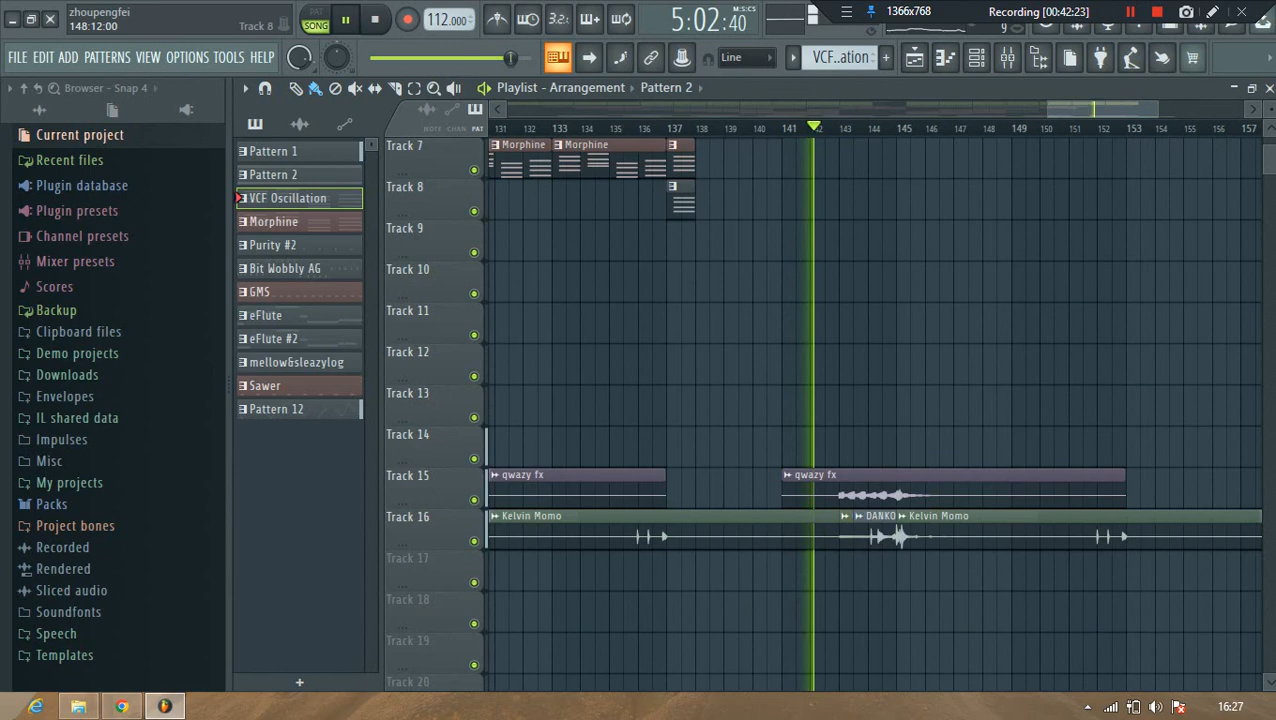 zhoupengfei
148:12:00
Track 8
PAT
SONG
112.000
3.2
5:02:40
9
1366x768
Recording [00:42:23]
FILE EDIT ADD PATTERNS VIEW OPTIONS TOOLS HELP
Line
VCF..ation
Browser - Snap 4
Playlist - Arrangement
Pattern 2
NOTE CHAN PAT
131 132 133 134 135 136 137 138 139 140 141 142 143 144 145 146 147 148 149 150 151 152 153 154 155 156 157
Current project
Recent files
Plugin database
Plugin presets
Channel presets
Mixer presets
Scores
Backup
Clipboard files
Demo projects
Downloads
Envelopes
IL shared data
Impulses
Misc
My projects
Packs
Project bones
Recorded
Rendered
Sliced audio
Soundfonts
Speech
Templates
Pattern 1
Pattern 2
VCF Oscillation
Morphine
Purity #2
Bit Wobbly AG
GMS
eFlute
eFlute #2
mellow&sleazylog
Sawer
Pattern 12
Track 7
Morphine
Morphine
Track 8
Track 9
Track 10
Track 11
Track 12
Track 13
Track 14
Track 15
qwazy fx
qwazy fx
Track 16
Kelvin Momo
DANKO
Kelvin Momo
Track 17
Track 18
Track 19
Track 20
16:27